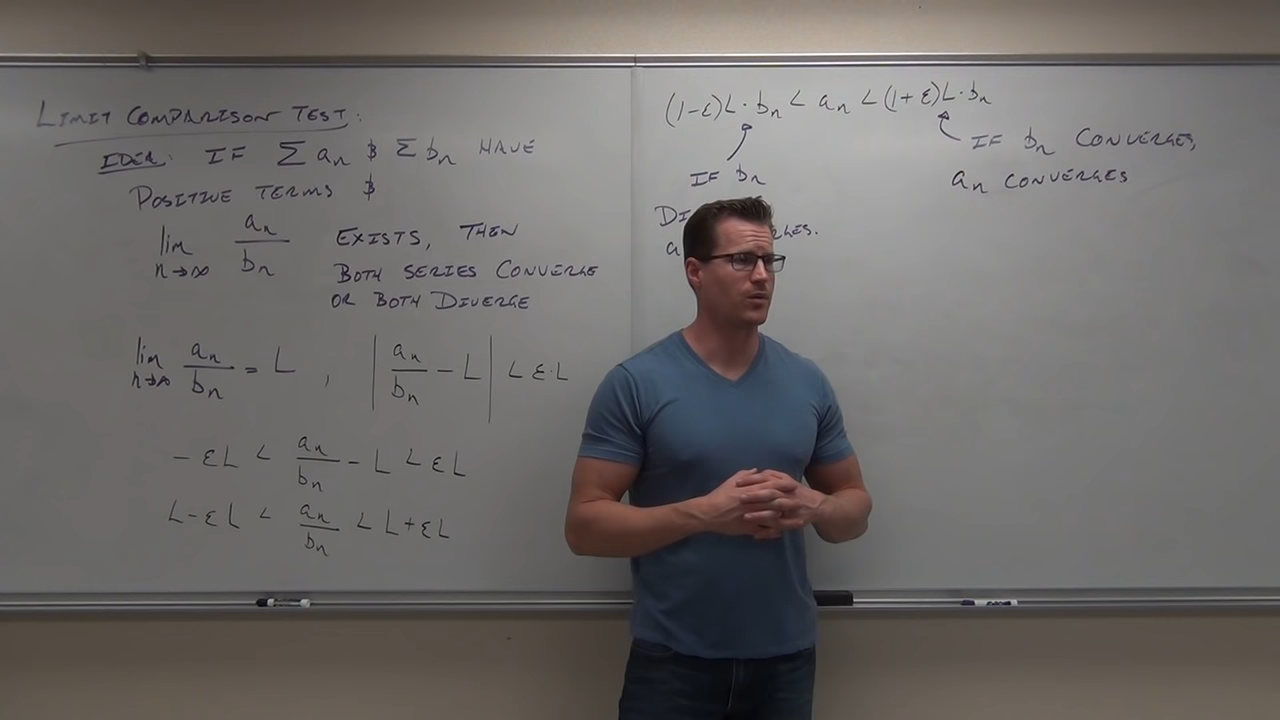 LIMIT COMPARISON TEST:
IDEA: IF Σ aₙ & Σ bₙ HAVE
POSITIVE TERMS &
lim n→∞ aₙ/bₙ EXISTS, THEN
BOTH SERIES CONVERGE
OR BOTH DIVERGE
lim n→∞ aₙ/bₙ = L , |aₙ/bₙ - L| < ε·L
-εL < aₙ/bₙ - L < εL
L-εL < aₙ/bₙ < L+εL
(1-ε)L·bₙ < aₙ < (1+ε)L·bₙ
IF bₙ CONVERGES,
aₙ CONVERGES
IF bₙ